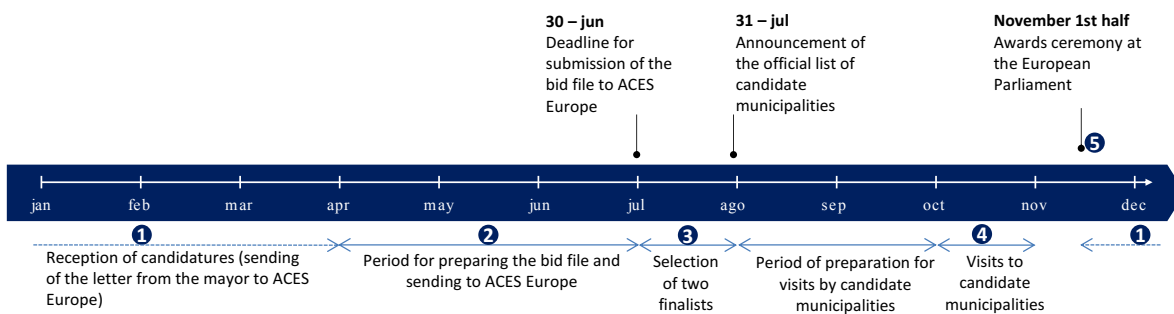 30 – jun
Deadline for
submission of the
bid file to ACES
Europe
31 – jul
Announcement of
the official list of
candidate
municipalities
November 1st half
Awards ceremony at
the European
Parliament
5
jan feb mar apr may jun jul ago sep oct nov dec
1 2 3 4 1
Reception of candidatures (sending
of the letter from the mayor to ACES
Europe)
Period for preparing the bid file and
sending to ACES Europe
Selection
of two
finalists
Period of preparation for
visits by candidate
municipalities
Visits to
candidate
municipalities